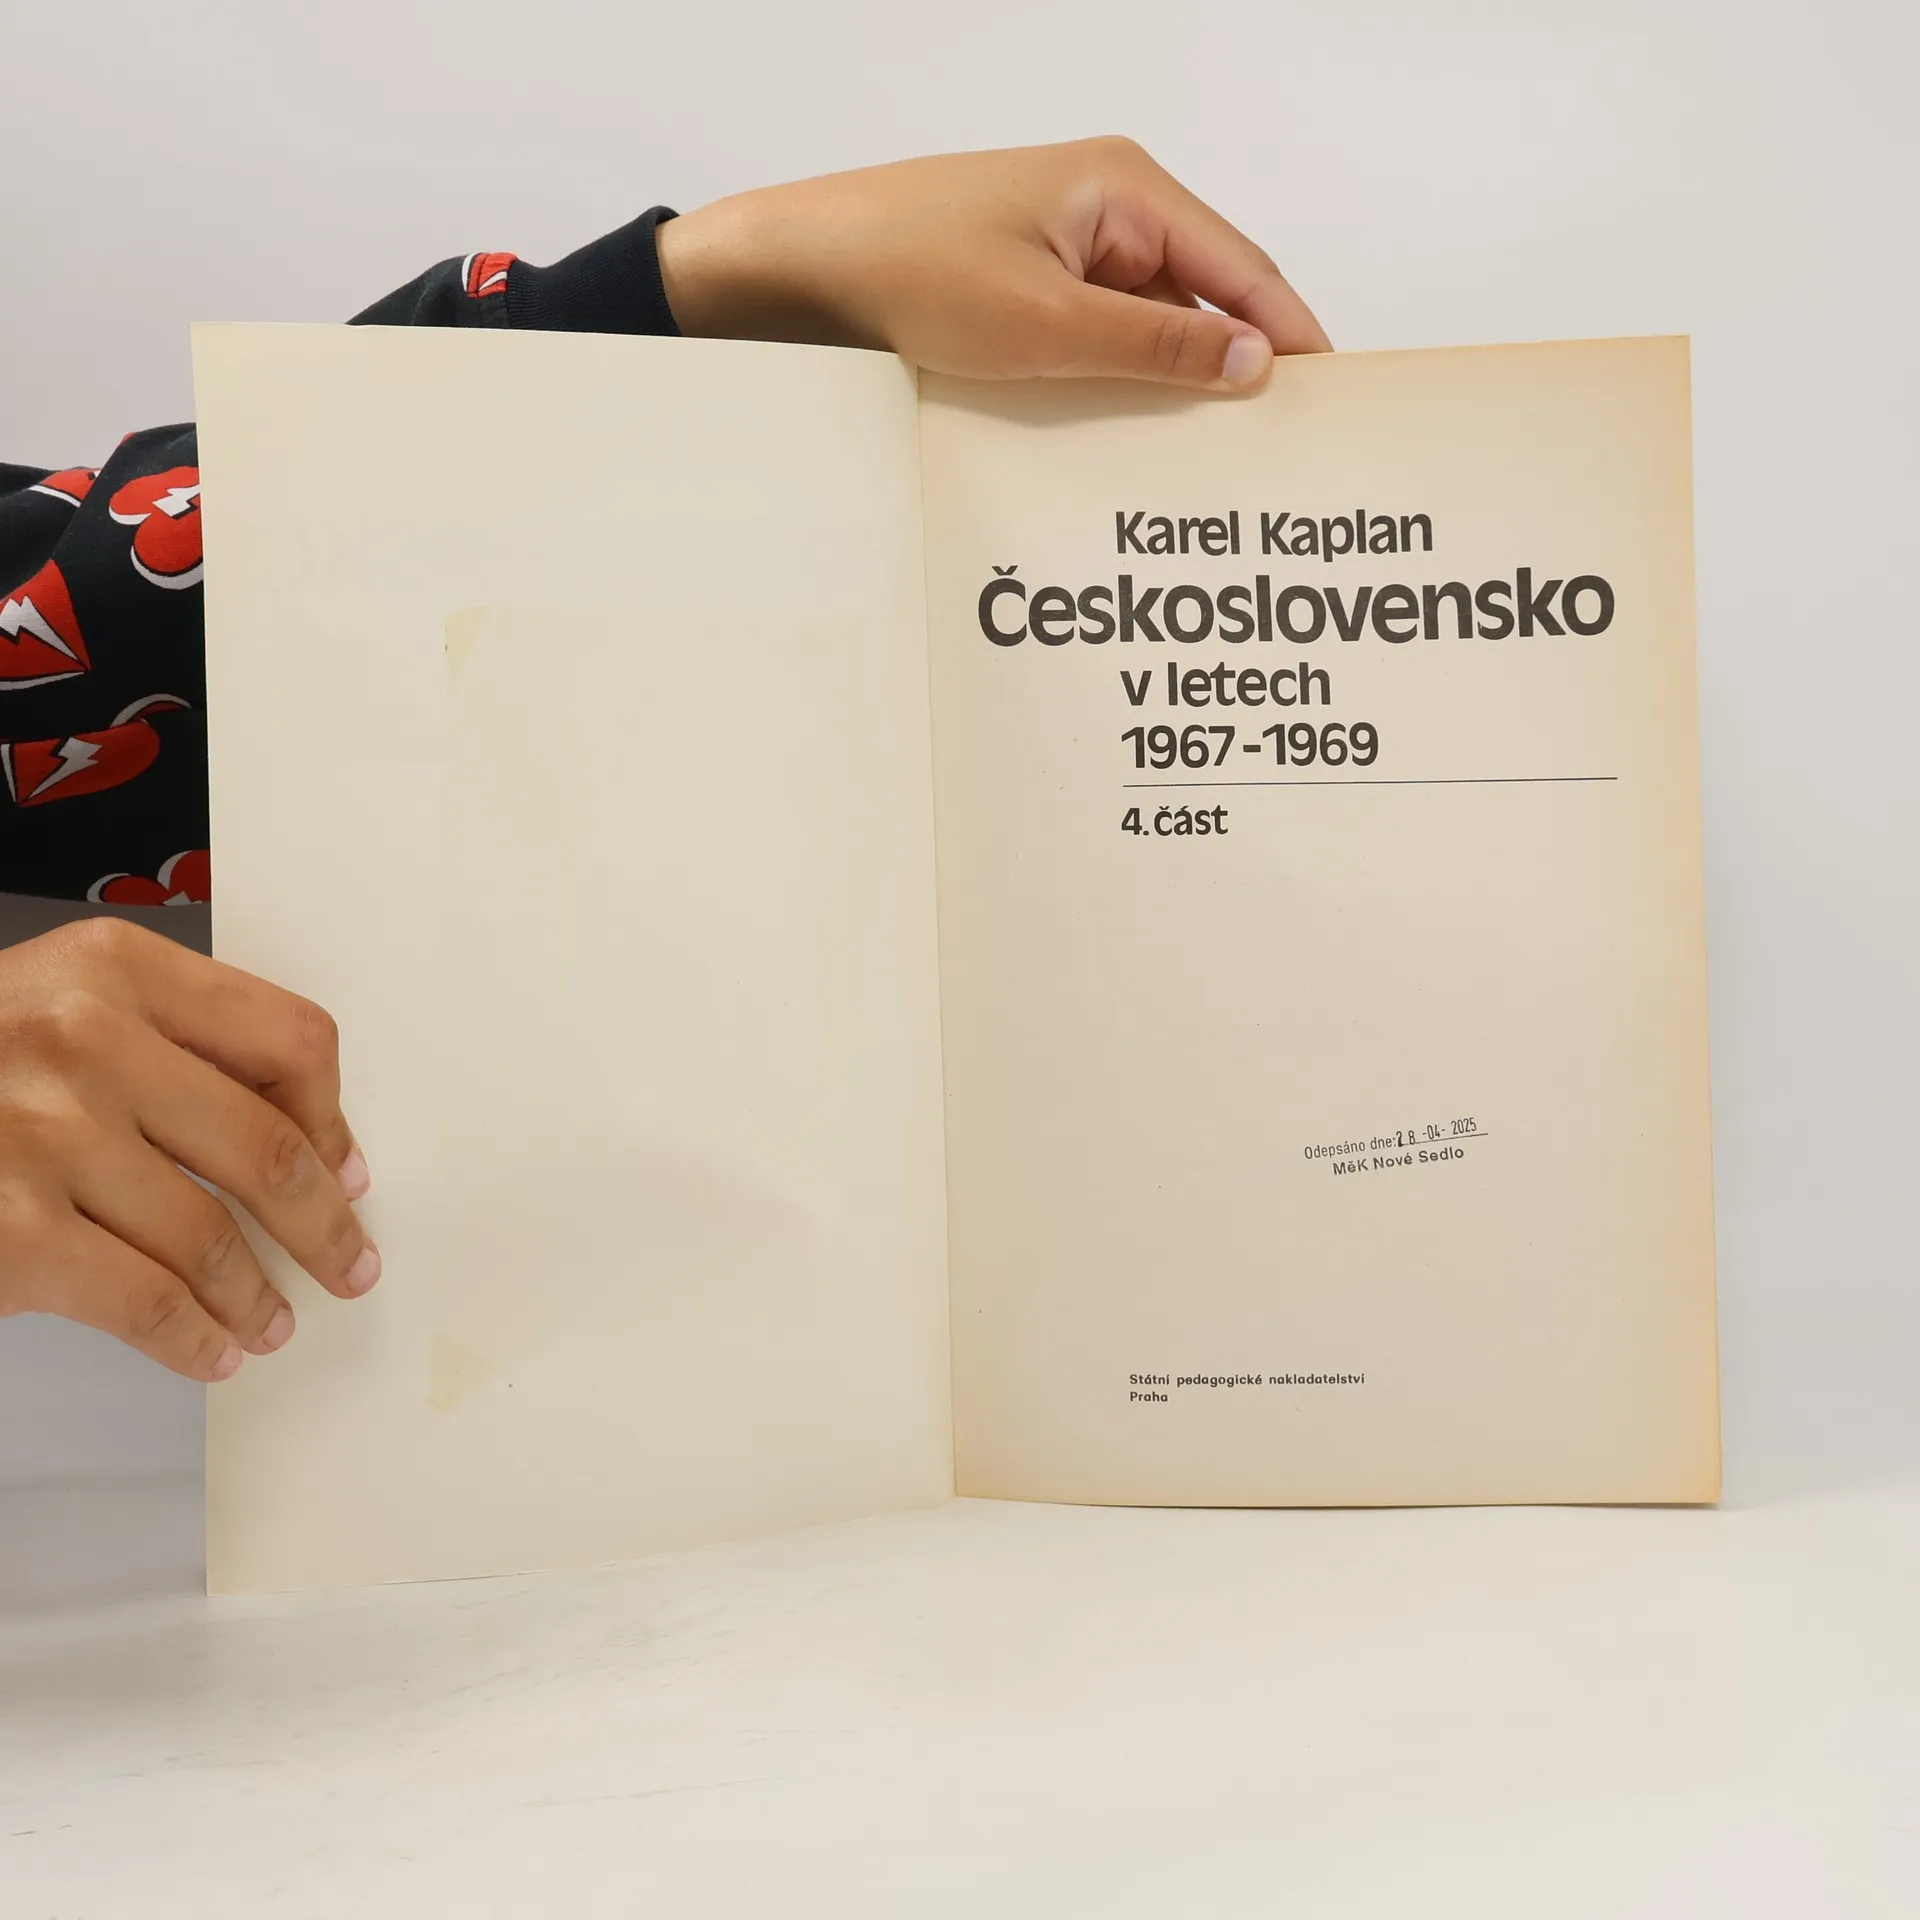 Karel Kaplan
Československo
v letech
1967-1969
4. část
Odepsáno dne: 28 -04- 2025
MěK Nové Sedlo
Státní pedagogické nakladatelství
Praha